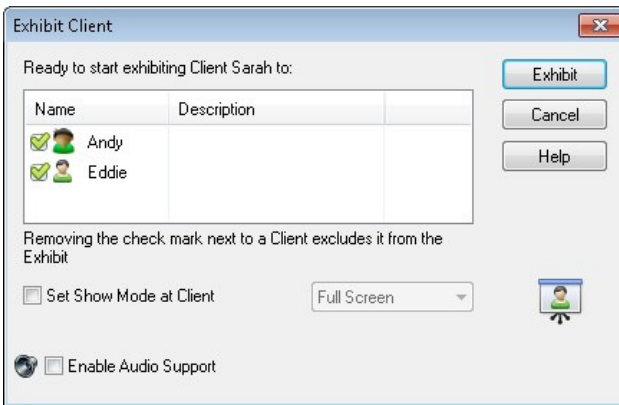 Exhibit Client
Ready to start exhibiting Client Sarah to:
Exhibit
Name Description
Cancel
Andy
Help
Eddie
Removing the check mark next to a Client excludes it from the
Exhibit
Set Show Mode at Client Full Screen
Enable Audio Support